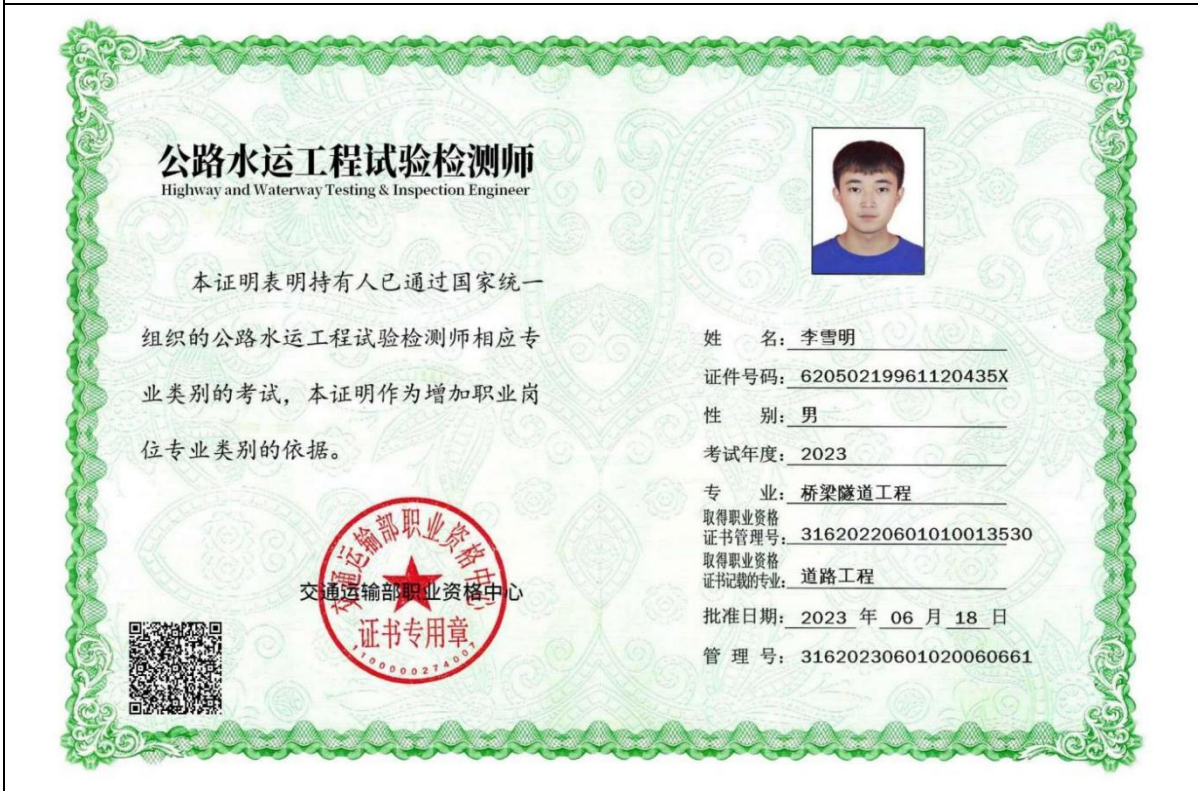 公路水运工程试验检测师
Highway and Waterway Testing & Inspection Engineer
本证明表明持有人已通过国家统一
组织的公路水运工程试验检测师相应专
业类别的考试，本证明作为增加职业岗
位专业类别的依据。
交通运输部职业资格中心
交通运输部职业资格中心
证书专用章
1100000274007
姓 名：李雪明
证件号码：62050219961120435X
性 别：男
考试年度：2023
专 业：桥梁隧道工程
取得职业资格
证书管理号：31620220601010013530
取得职业资格
证书记载的专业：道路工程
批准日期：2023 年 06 月 18 日
管 理 号：31620230601020060661